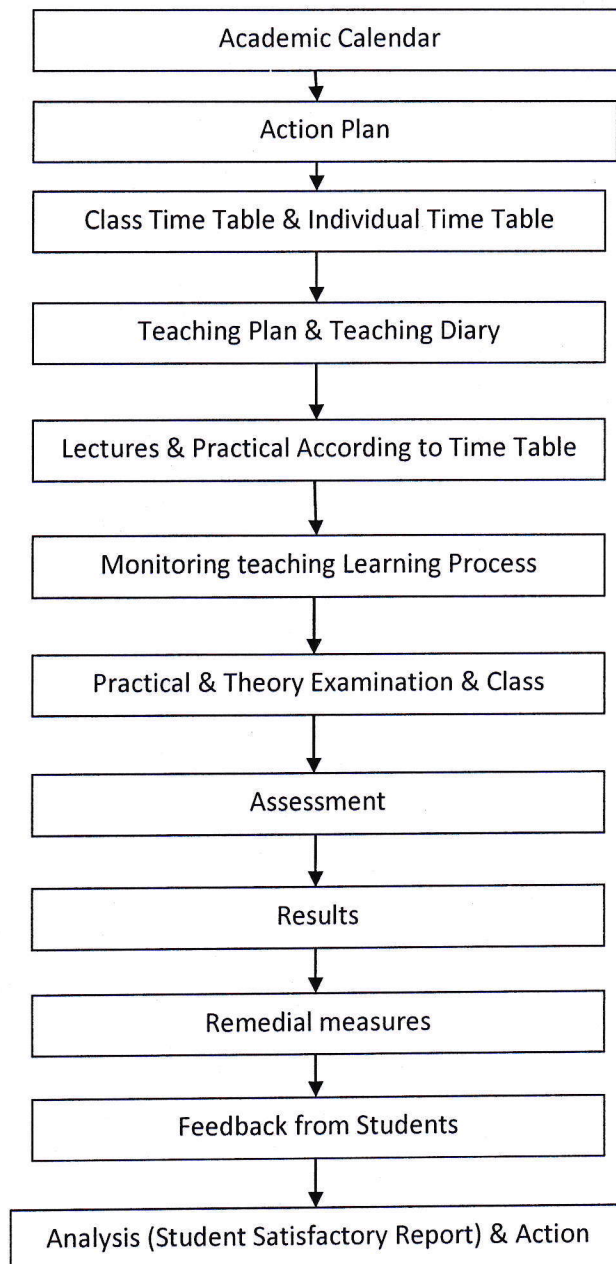 Academic Calendar
Action Plan
Class Time Table & Individual Time Table
Teaching Plan & Teaching Diary
Lectures & Practical According to Time Table
Monitoring teaching Learning Process
Practical & Theory Examination & Class
Assessment
Results
Remedial measures
Feedback from Students
Analysis (Student Satisfactory Report) & Action